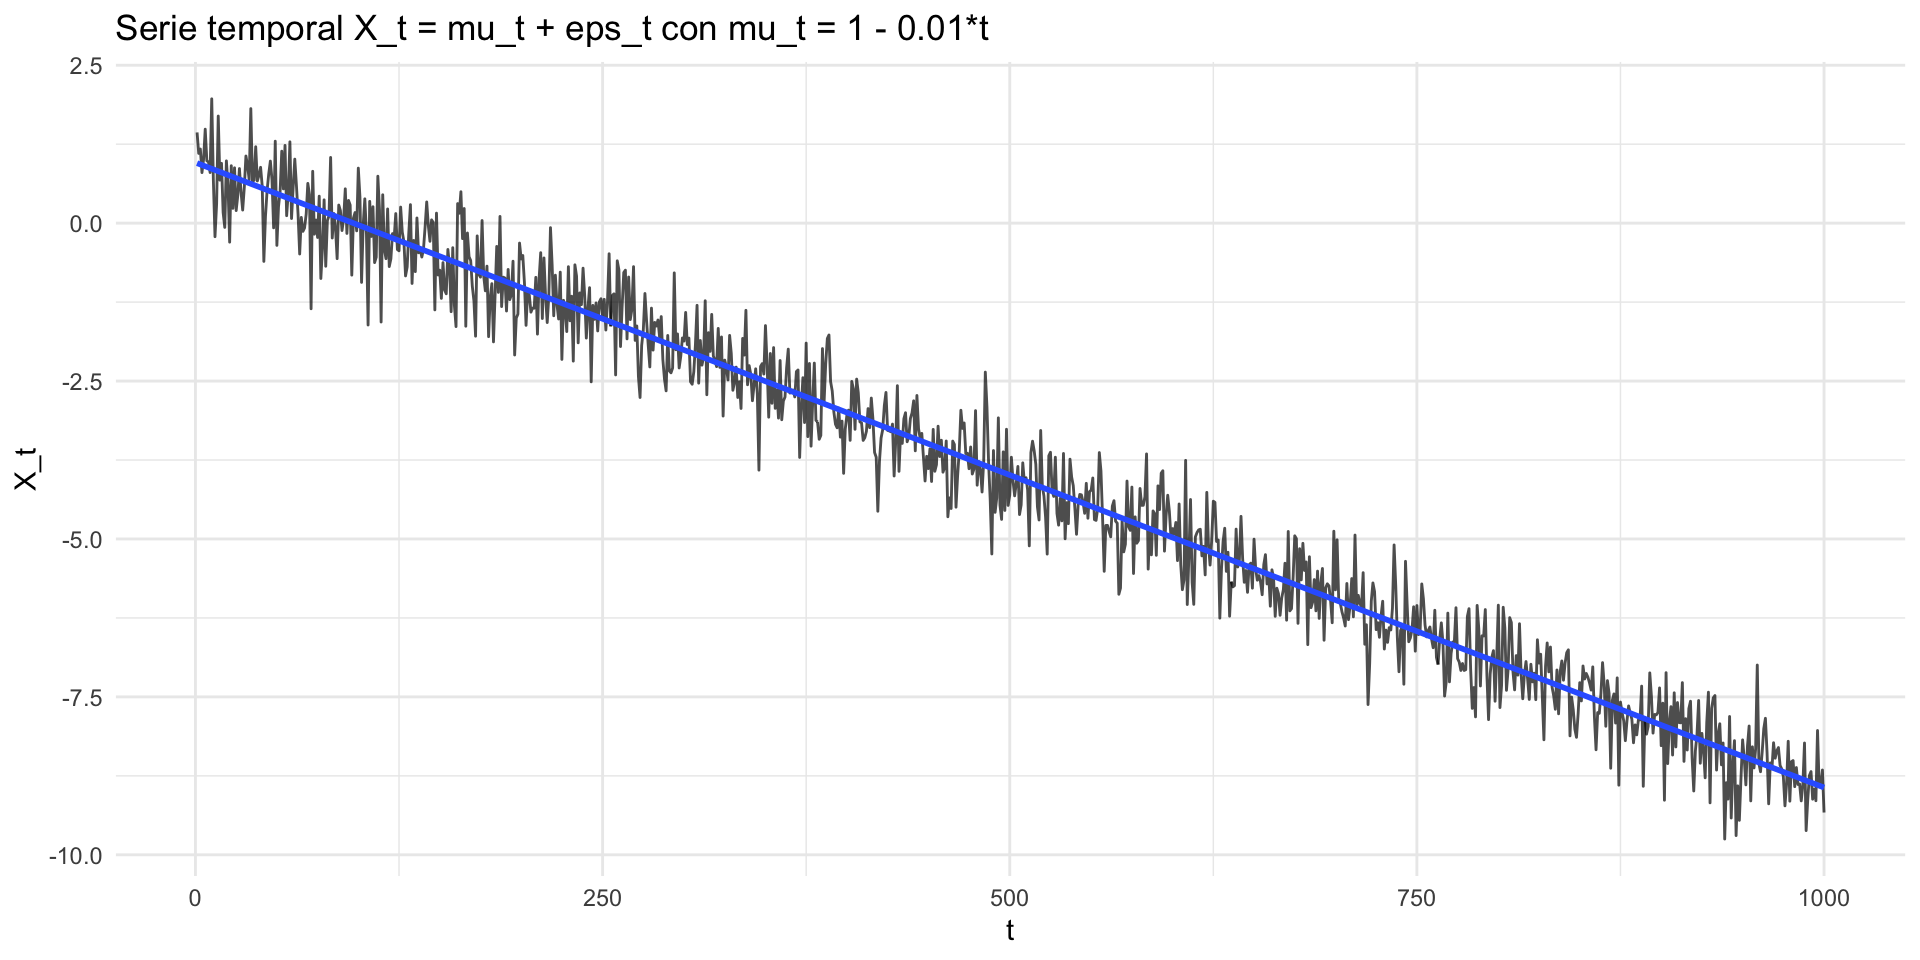 Serie temporal X_t = mu_t + eps_t con mu_t = 1 - 0.01*t
2.5
0.0
-2.5
-5.0
-7.5
-10.0
X_t
0 250 500 750 1000
t